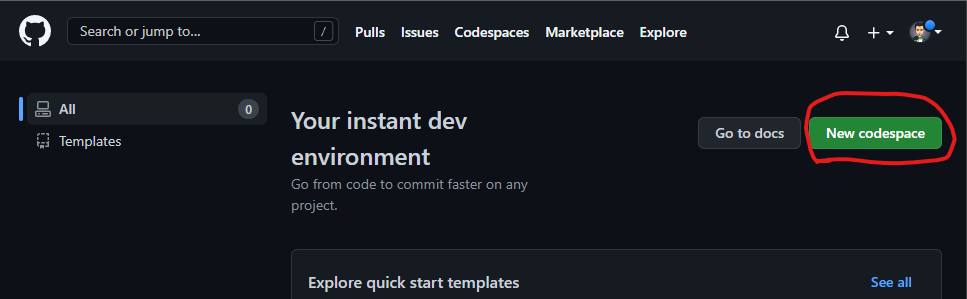 Search or jump to... /
Pulls Issues Codespaces Marketplace Explore
All 0
Templates
Your instant dev
environment
Go from code to commit faster on any
project.
Go to docs
New codespace
Explore quick start templates
See all